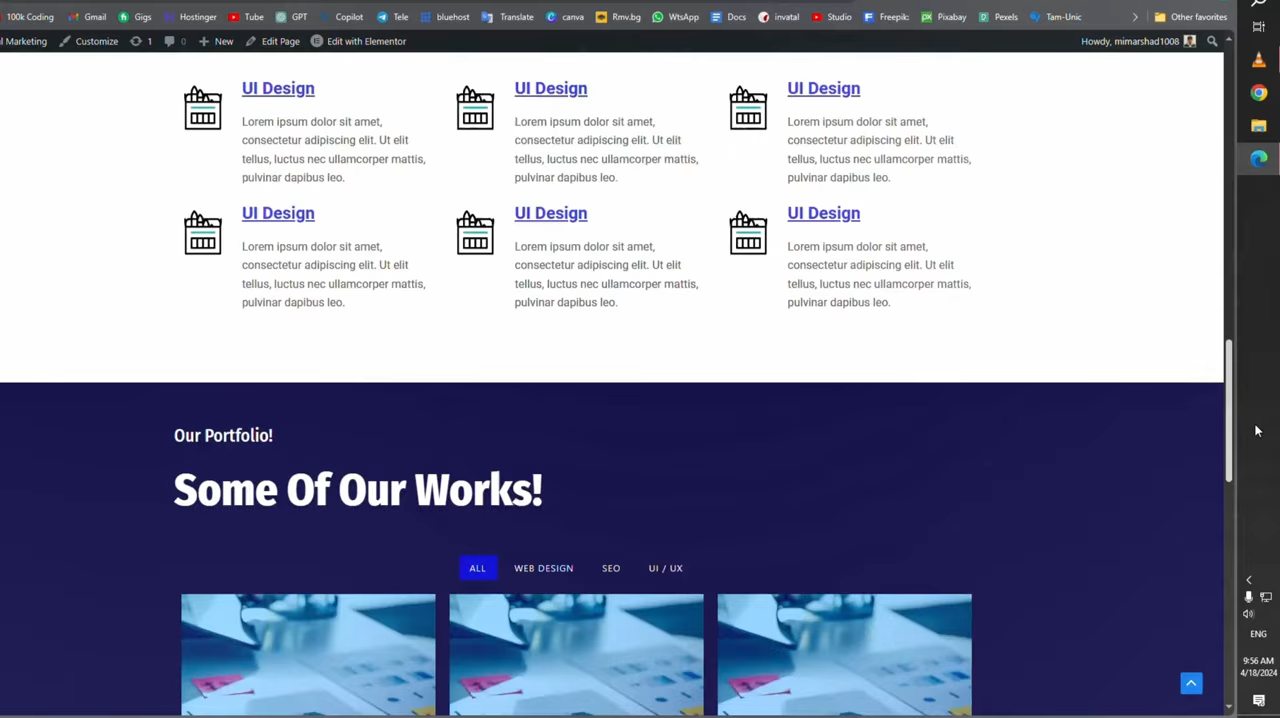 100k Coding Gmail Gigs Hostinger Tube GPT Copilot Tele bluehost Translate canva Rmv.bg WtsApp Docs invatal Studio Freepik Pixabay Pexels Tam-Unic Other favorites
al Marketing Customize 1 0 New Edit Page Edit with Elementor Howdy, mimarshad1008
UI Design UI Design UI Design
Lorem ipsum dolor sit amet, Lorem ipsum dolor sit amet, Lorem ipsum dolor sit amet,
consectetur adipiscing elit. Ut elit consectetur adipiscing elit. Ut elit consectetur adipiscing elit. Ut elit
tellus, luctus nec ullamcorper mattis, tellus, luctus nec ullamcorper mattis, tellus, luctus nec ullamcorper mattis,
pulvinar dapibus leo. pulvinar dapibus leo. pulvinar dapibus leo.
UI Design UI Design UI Design
Lorem ipsum dolor sit amet, Lorem ipsum dolor sit amet, Lorem ipsum dolor sit amet,
consectetur adipiscing elit. Ut elit consectetur adipiscing elit. Ut elit consectetur adipiscing elit. Ut elit
tellus, luctus nec ullamcorper mattis, tellus, luctus nec ullamcorper mattis, tellus, luctus nec ullamcorper mattis,
pulvinar dapibus leo. pulvinar dapibus leo. pulvinar dapibus leo.
Our Portfolio!
Some Of Our Works!
ALL WEB DESIGN SEO UI / UX
ENG
9:56 AM
4/18/2024